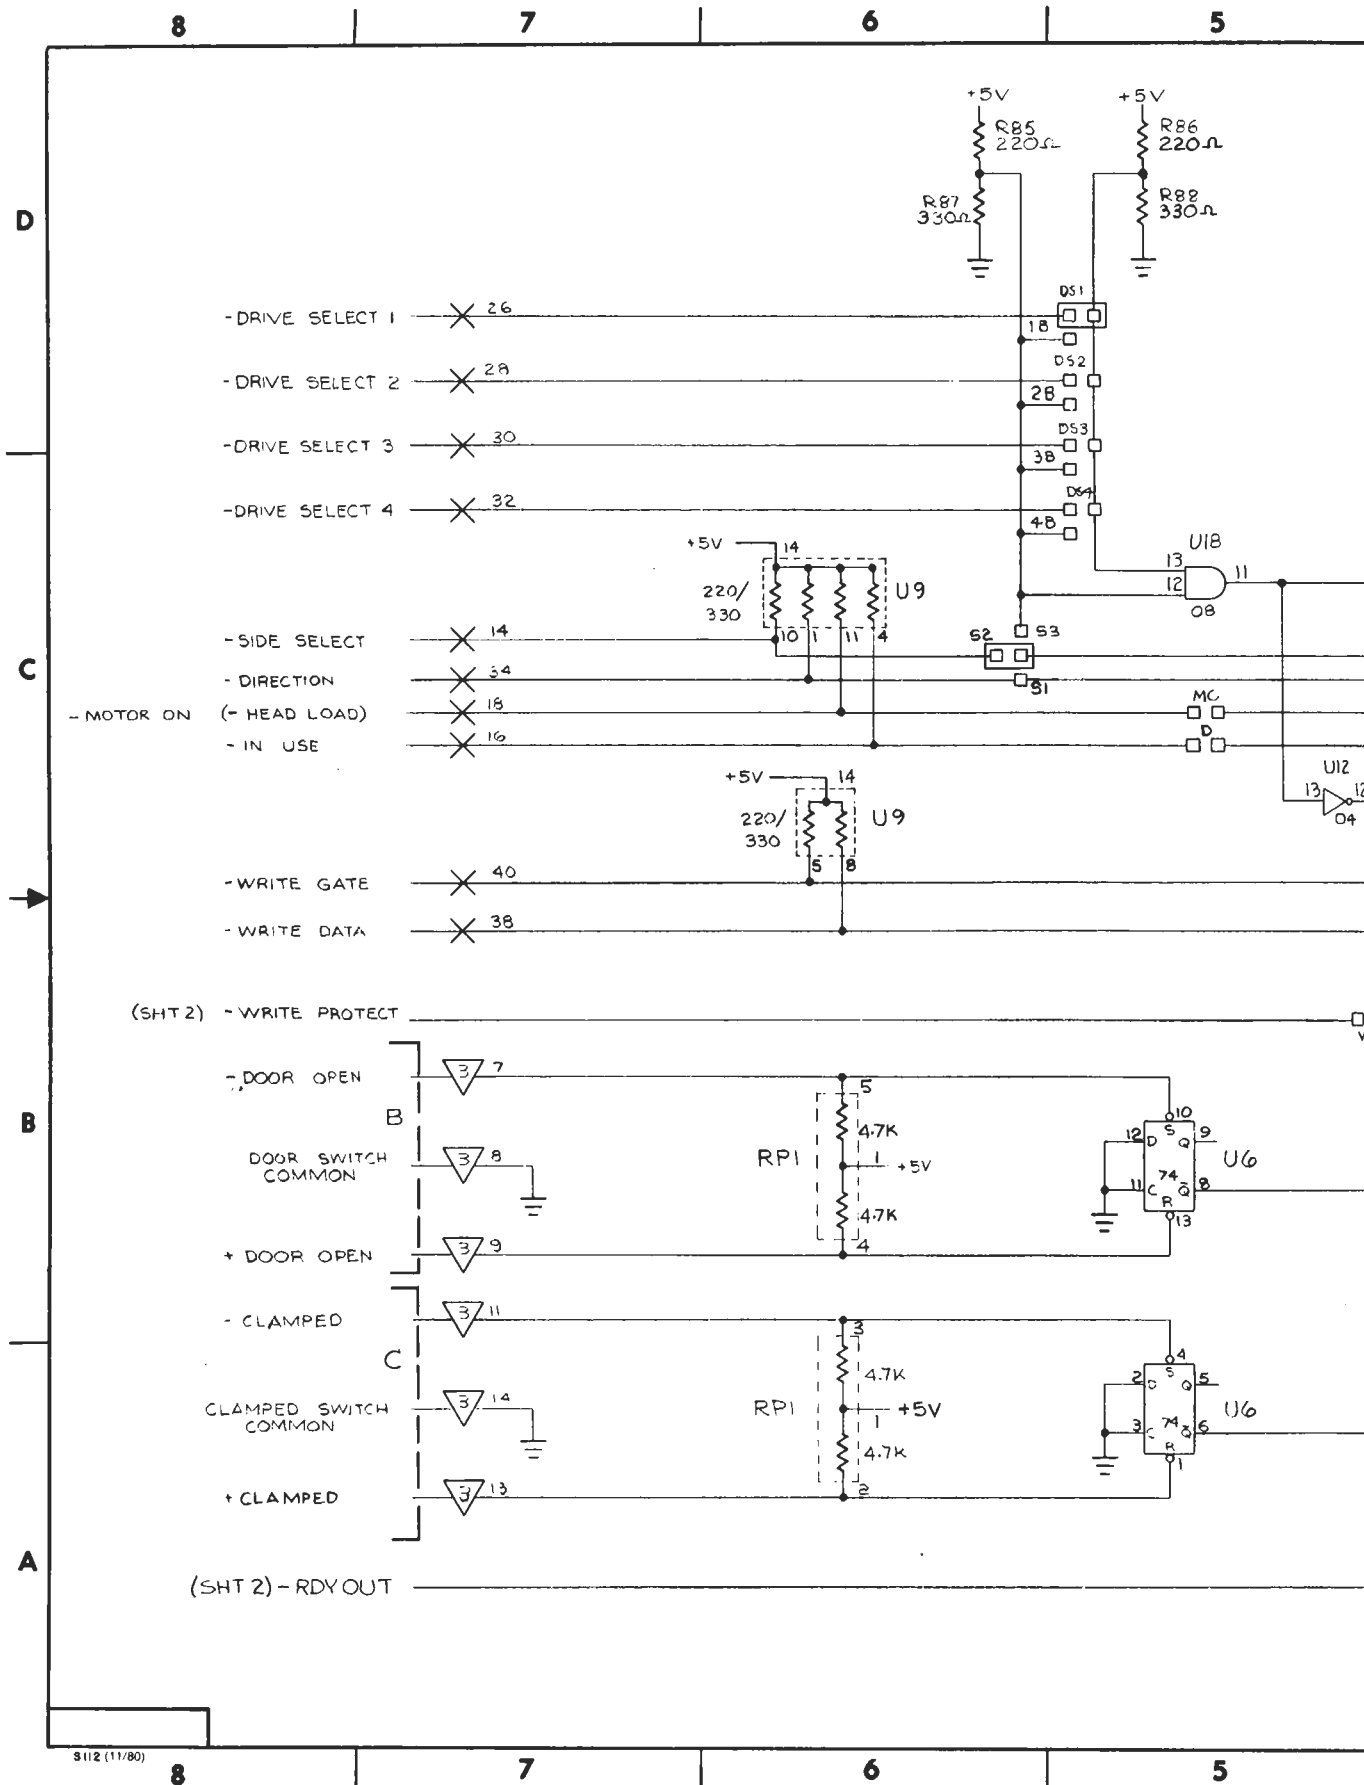 8 7 6 5
+5V +5V
R85 R86
220Ω 220Ω
R87 R88
330Ω 330Ω
D
DS1
-DRIVE SELECT 1 26
1B
DS2
-DRIVE SELECT 2 28
2B
DS3
-DRIVE SELECT 3 30
3B
DS4
-DRIVE SELECT 4 32
4B
+5V 14
U18
13
12 11
08
220/
330
U9
10 1 11 4
-SIDE SELECT 14
S3
S2
C
-DIRECTION 34
S1
-MOTOR ON (-HEAD LOAD) 18
MC
-IN USE 16
D
U12
13 12
04
+5V 14
220/
330
U9
5 8
-WRITE GATE 40
-WRITE DATA 38
(SHT 2) -WRITE PROTECT
-DOOR OPEN 3 7
5
B
B
4.7K
DOOR SWITCH
COMMON
3 8
RP1
1 +5V
4.7K
4
+ DOOR OPEN 3 9
10
S
12 D Q 9
74
11 C Q̅ 8
R
13
U6
- CLAMPED 3 11
3
C
4.7K
CLAMPED SWITCH
COMMON
3 14
RP1
+5V
1
4.7K
2
+ CLAMPED 3 13
4
S
2 D Q 5
74
3 C Q̅ 6
R
1
U6
A
(SHT 2) -RDYOUT
S112 (11/80)
8 7 6 5